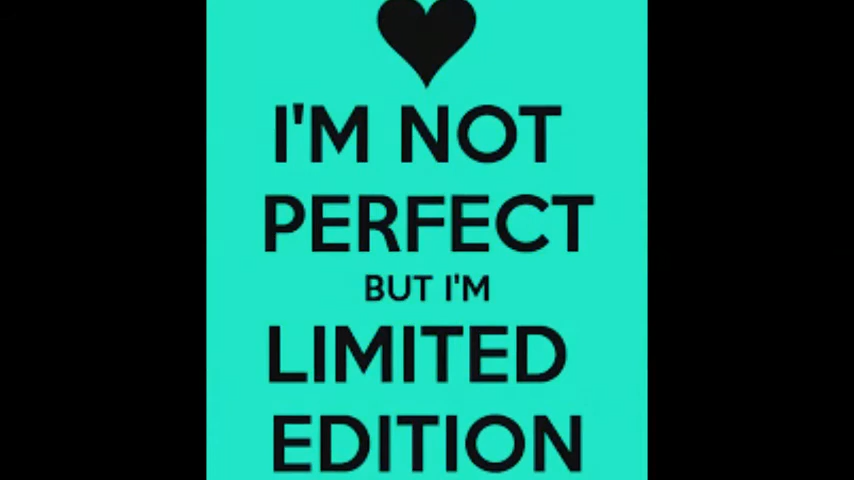 I'M NOT
PERFECT
BUT I'M
LIMITED
EDITION